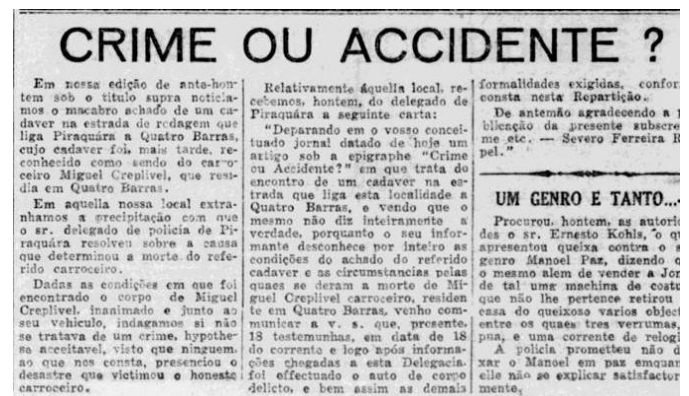 CRIME OU ACCIDENTE ?
Em nossa edição de ante-hon-
tem sob o titulo supra noticia-
mos o macabro achado de um ca-
daver na estrada de rodagem que
liga Piraquára a Quatro Barras,
cujo cadaver foi, mais tarde, re-
conhecido como sendo do carro-
ceiro Miguel Creplivel, que resi-
dia em Quatro Barras.
Em aquella nossa local extra-
nhamos a precipitação com que
o sr. delegado de policia de Pi-
raquára resolveu sobre a causa
que determinou a morte do refe-
rido carroceiro.
Dadas as condições em que foi
encontrado o corpo de Miguel
Creplivel, inanimado e junto ao
seu vehiculo, indagamos si não
se tratava de um crime, hypothe-
se acceitavel, visto que ninguem,
ao que nos consta, presenciou o
desastre que victimou o honesto
carroceiro.
Relativamente áquella local, re-
cebemos, hontem, do delegado de
Piraquára a seguinte carta:
"Deparando em o vosso concei-
tuado jornal datado de hoje um
artigo sob a epigraphe "Crime
ou Accidente?" em que trata do
encontro de um cadaver na es-
trada que liga esta localidade a
Quatro Barras, e vendo que o
mesmo não diz inteiramente a
verdade, porquanto o seu infor-
mante desconhece por inteiro as
condições do achado do referido
cadaver e as circumstancias pelas
quaes se deram a morte de Mi-
guel Creplivel carroceiro, residen
te em Quatro Barras, venho com-
municar a v. s. que, presente,
18 testemunhas, em data de 18
do corrente e logo após informa-
ções chegadas a esta Delegacia,
foi effectuado o auto de corpo
delicto, e bem assim as demais
formalidades exigidas, confor
consta nesta Repartição.
De antemão agradecendo a p
blicação da presente subscre
me etc. — Severo Ferreira R
pel."
UM GENRO E TANTO...
Procurou, hontem, as autorid
des o sr. Ernesto Kohls, o qu
apresentou queixa contra o s
genro Manoel Paz, dizendo q
o mesmo alem de vender a Jor
de tal uma machina de costu
que não lhe pertence retirou
casa do queixoso varios object
entre os quaes tres verrumas,
pua, e uma corrente de relogi
A policia prometteu não d
xar o Manoel em paz emquan
elle não se explicar satisfactor
mente.